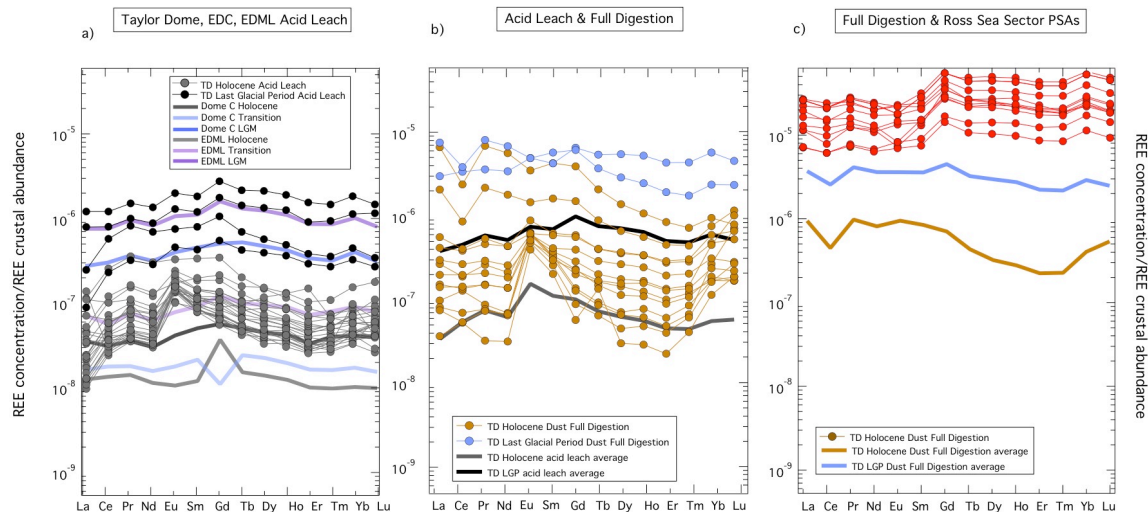 Taylor Dome, EDC, EDML Acid Leach
Acid Leach & Full Digestion
Full Digestion & Ross Sea Sector PSAs
a)
b)
c)
TD Holocene Acid Leach
TD Last Glacial Period Acid Leach
Dome C Holocene
Dome C Transition
Dome C LGM
EDML Holocene
EDML Transition
EDML LGM
REE concentration/REE crustal abundance
10⁻⁵
10⁻⁶
10⁻⁷
10⁻⁸
10⁻⁹
La Ce Pr Nd Eu Sm Gd Tb Dy Ho Er Tm Yb Lu
10⁻⁵
10⁻⁶
10⁻⁷
10⁻⁸
10⁻⁹
TD Holocene Dust Full Digestion
TD Last Glacial Period Dust Full Digestion
TD Holocene acid leach average
TD LGP acid leach average
La Ce Pr Nd Eu Sm Gd Tb Dy Ho Er Tm Yb Lu
10⁻⁵
10⁻⁶
10⁻⁷
10⁻⁸
10⁻⁹
TD Holocene Dust Full Digestion
TD Holocene Dust Full Digestion average
TD LGP Dust Full Digestion average
La Ce Pr Nd Eu Sm Gd Tb Dy Ho Er Tm Yb Lu
REE concentration/REE crustal abundance